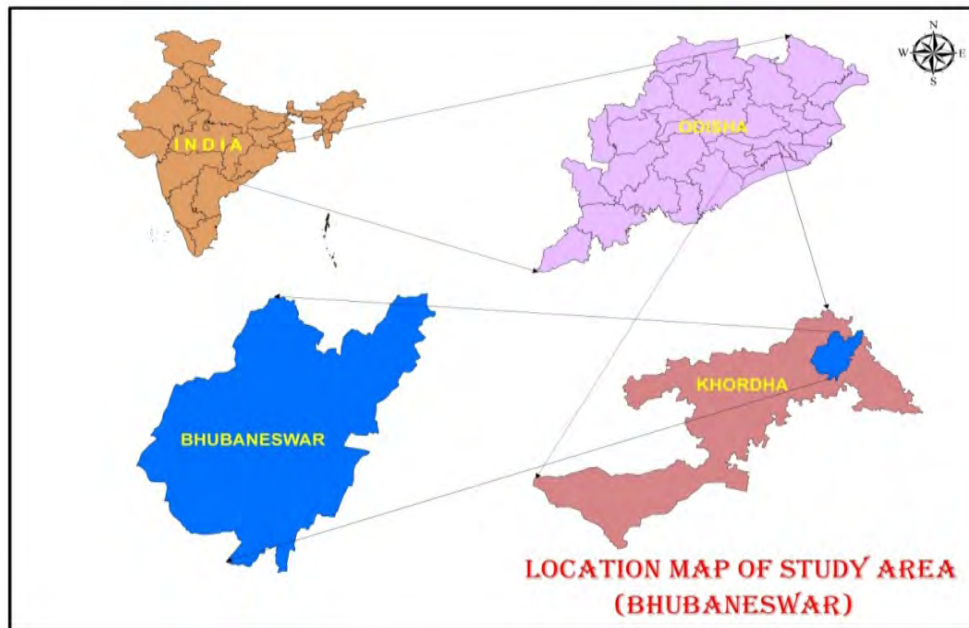 N
W E
S
INDIA
ODISHA
BHUBANESWAR
KHORDHA
LOCATION MAP OF STUDY AREA
(BHUBANESWAR)